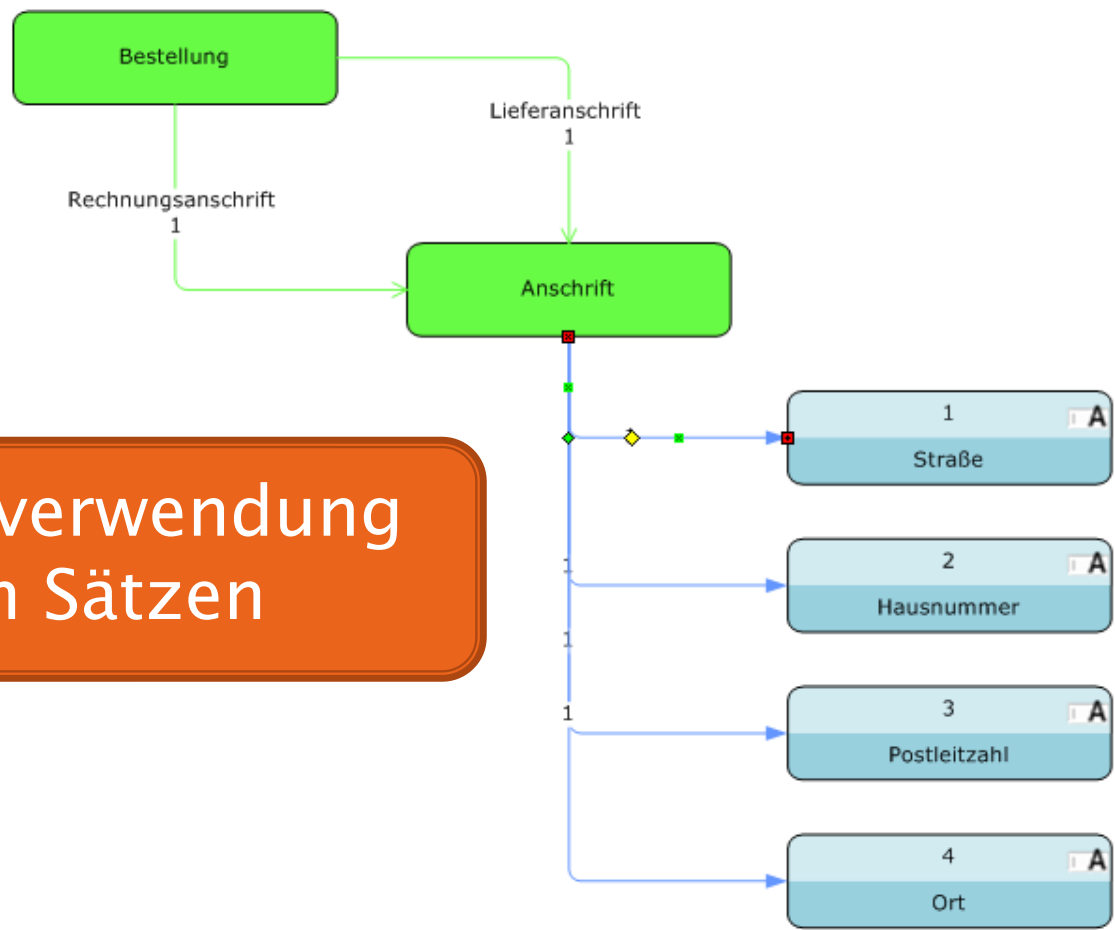 Bestellung
Lieferanschrift
1
Rechnungsanschrift
1
Anschrift
1
A
Straße
verwendung
n Sätzen
1
2
A
Hausnummer
1
1
3
A
Postleitzahl
4
A
Ort